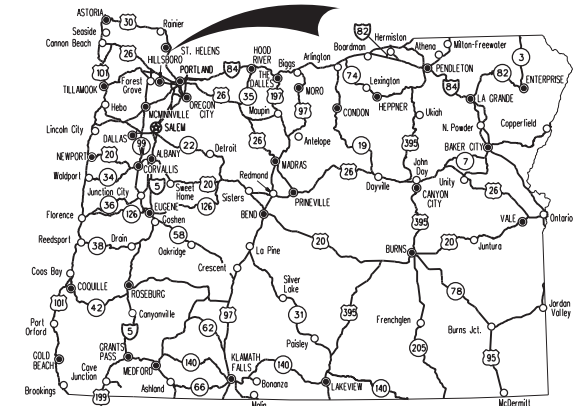 ASTORIA
30
Rainier
Seaside
Cannon Beach
26
ST. HELENS
HILLSBORO
PORTLAND
101
Forest
Grove
TILLAMOOK
26
84
HOOD
RIVER
THE
DALLES
Biggs
Arlington
Boardman
82
Hermiston
Athena
Milton-Freewater
PENDLETON
3
82
ENTERPRISE
84
LA GRANDE
74
Lexington
HEPPNER
MORO
197
97
35
OREGON
CITY
MCMINNVILLE
Hebo
26
Maupin
CONDON
Ukiah
N. Powder
Copperfield
Lincoln City
SALEM
DALLAS
99
22
Detroit
26
Antelope
19
395
BAKER CITY
7
NEWPORT
20
ALBANY
CORVALLIS
MADRAS
26
John
Day
Unity
26
Waldport
34
5
Sweet
Home
20
Redmond
Sisters
Dayville
CANYON
CITY
Junction City
36
126
126
PRINEVILLE
395
VALE
Ontario
Florence
EUGENE
Goshen
BEND
Reedsport
38
Drain
58
Oakridge
La Pine
20
BURNS
20
Juntura
Crescent
Coos Bay
COQUILLE
ROSEBURG
Silver
Lake
78
101
42
Canyonville
97
31
395
Frenchglen
Burns Jct.
Jordan
Valley
Port
Orford
5
62
Paisley
205
GOLD
BEACH
GRANTS
PASS
KLAMATH
FALLS
95
Cave
Junction
MEDFORD
140
140
Brookings
199
Ashland
66
Bonanza
LAKEVIEW
140
Malin
McDermitt